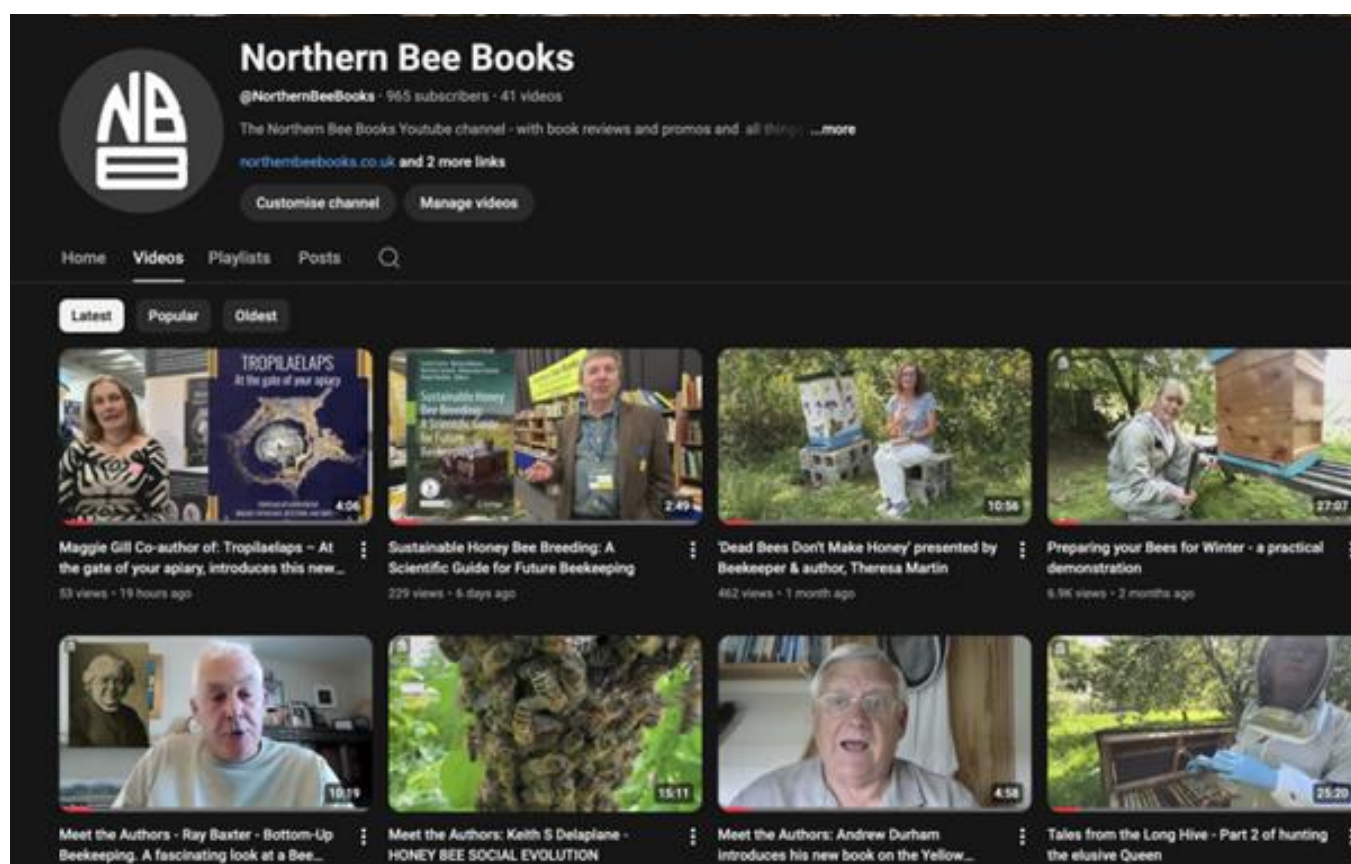 NB
Northern Bee Books
@NorthernBeeBooks · 965 subscribers · 41 videos
The Northern Bee Books Youtube channel - with book reviews and promos and all things ...more
northernbeebooks.co.uk and 2 more links
Customise channel Manage videos
Home Videos Playlists Posts
Latest Popular Oldest
TROPILAELAPS
At the gate of your apiary
4:06
Sustainable Honey
Bee Breeding:
A Scientific Guide
for Future
Beekeeping
2:49
10:56
27:07
Maggie Gill Co-author of: Tropilaelaps – At
the gate of your apiary, introduces this new...
53 views · 19 hours ago
Sustainable Honey Bee Breeding: A
Scientific Guide for Future Beekeeping
229 views · 6 days ago
'Dead Bees Don't Make Honey' presented by
Beekeeper & author, Theresa Martin
462 views · 1 month ago
Preparing your Bees for Winter - a practical
demonstration
6.9K views · 2 months ago
10:19
15:11
4:58
25:20
Meet the Authors - Ray Baxter - Bottom-Up
Beekeeping. A fascinating look at a Bee...
Meet the Authors: Keith S Delaplane -
HONEY BEE SOCIAL EVOLUTION
Meet the Authors: Andrew Durham
introduces his new book on the Yellow...
Tales from the Long Hive - Part 2 of hunting
the elusive Queen